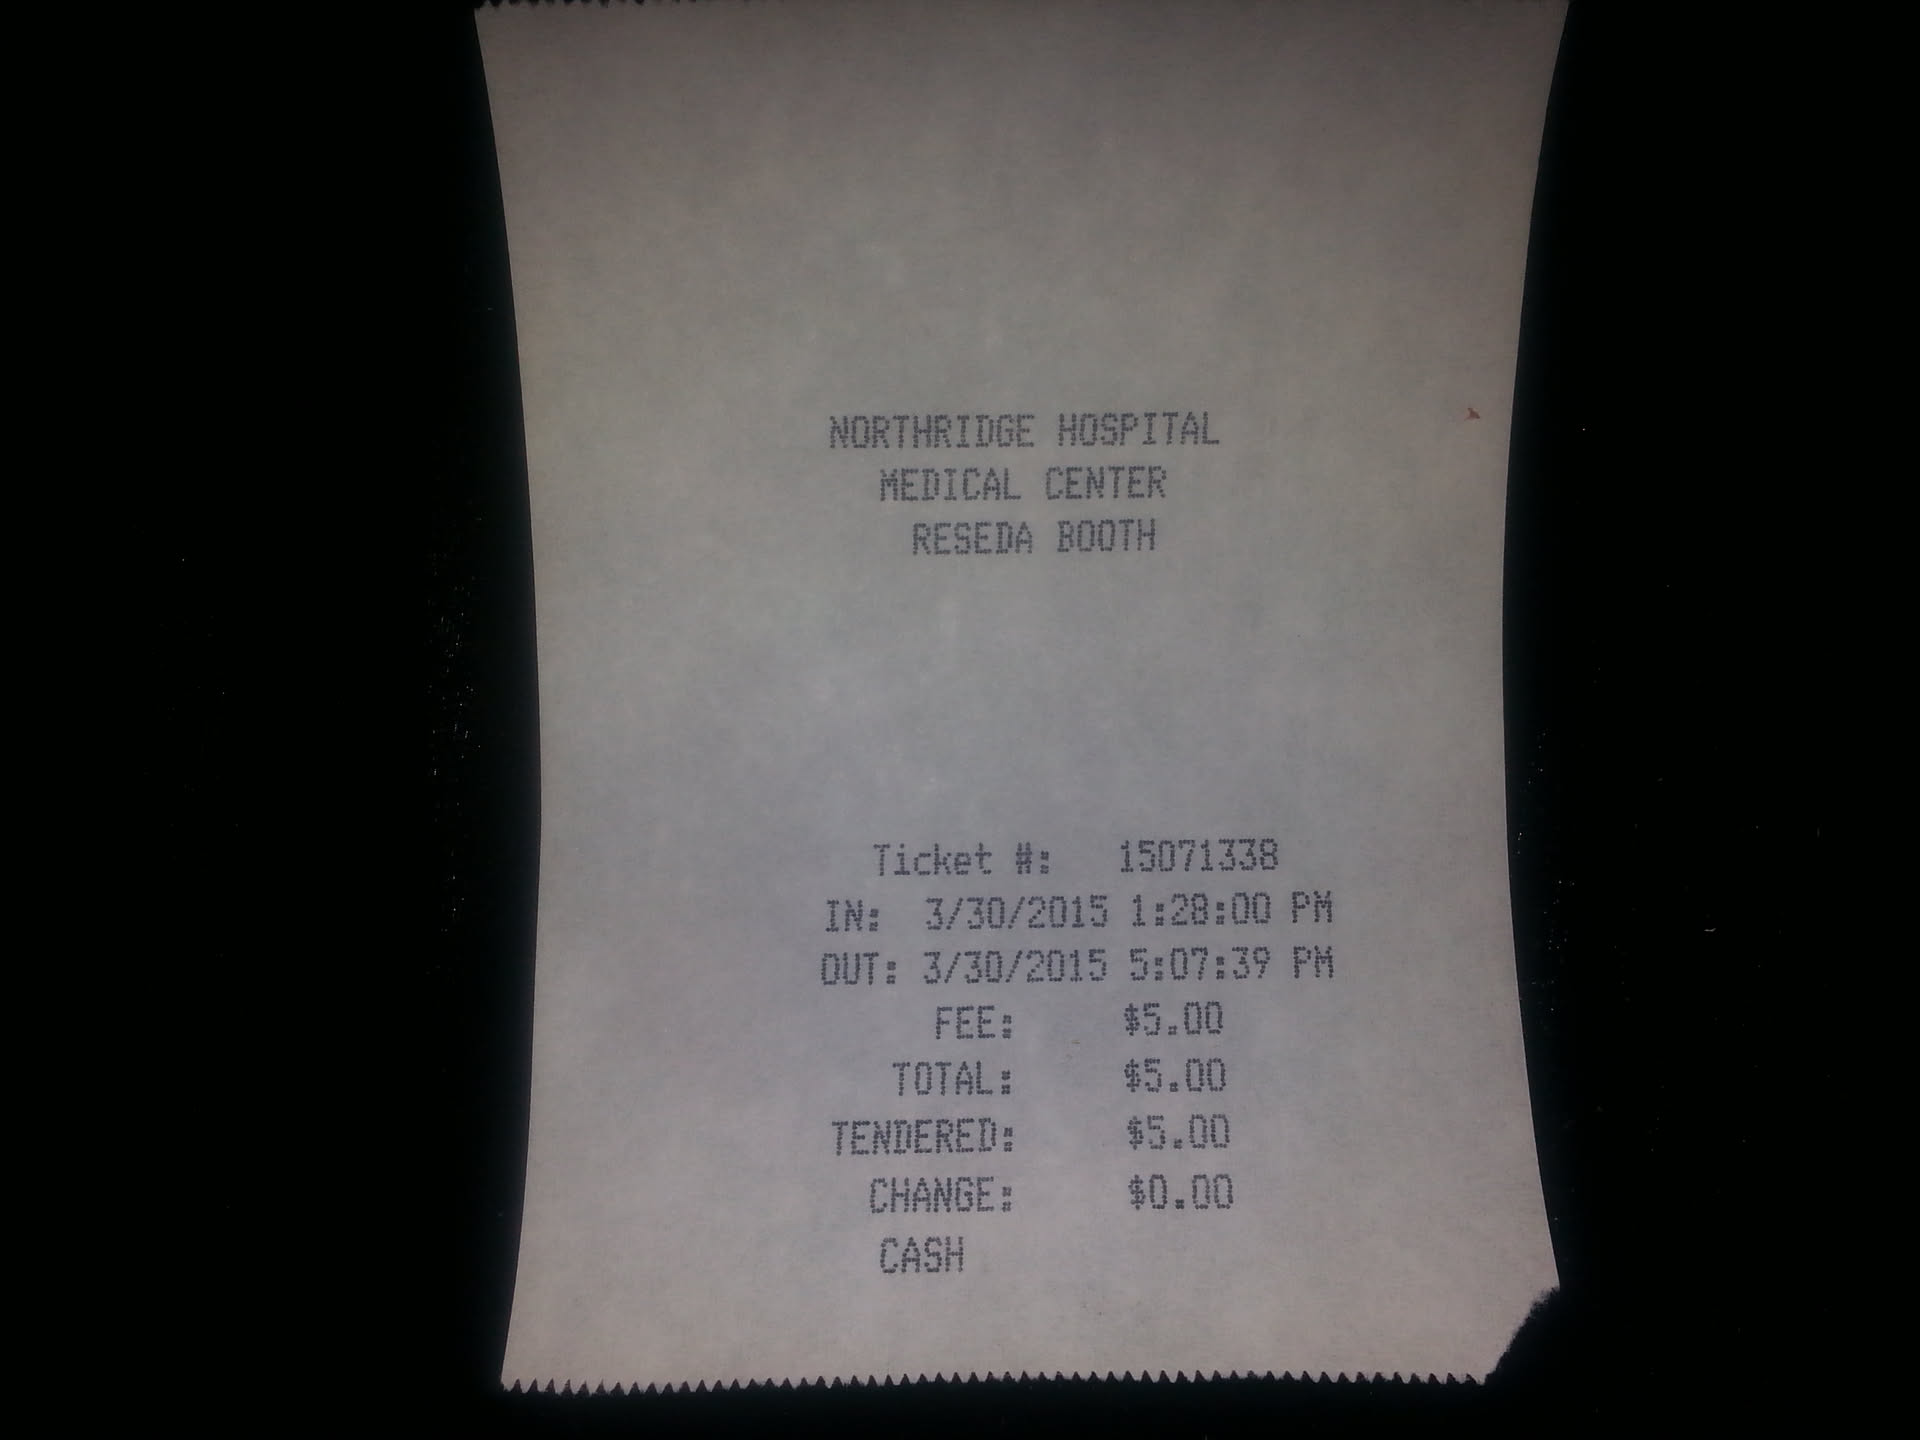 NORTHRIDGE HOSPITAL
MEDICAL CENTER
RESEDA BOOTH
Ticket #: 15071338
IN: 3/30/2015 1:28:00 PM
OUT: 3/30/2015 5:07:39 PM
FEE: $5.00
TOTAL: $5.00
TENDERED: $5.00
CHANGE: $0.00
CASH